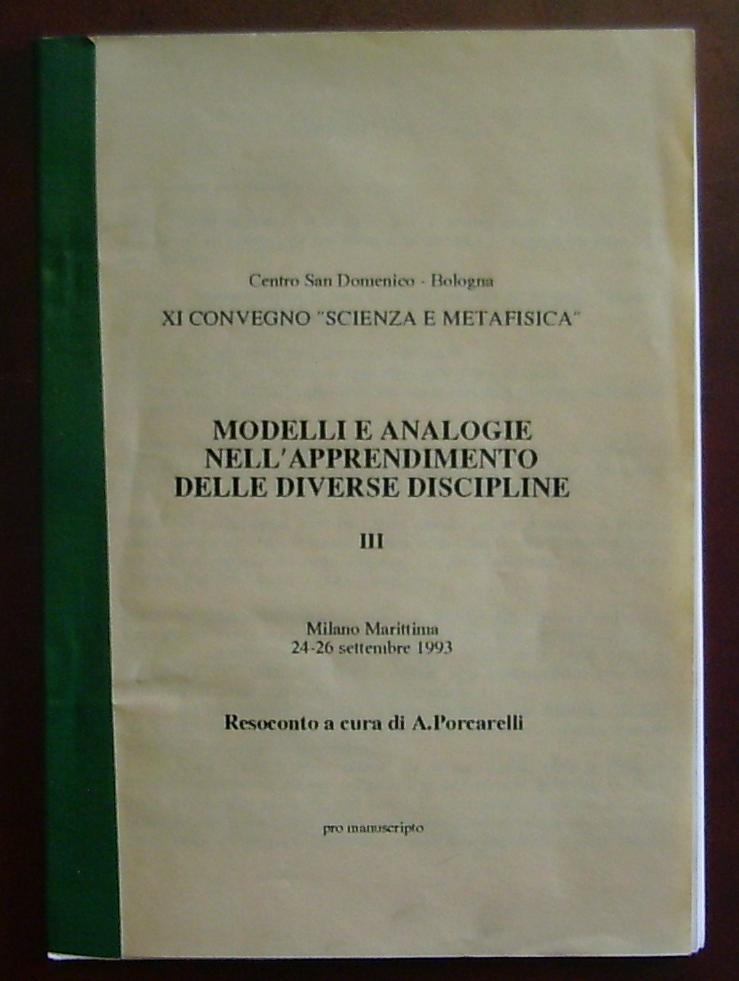 Centro San Domenico - Bologna
XI CONVEGNO "SCIENZA E METAFISICA"
MODELLI E ANALOGIE
NELL'APPRENDIMENTO
DELLE DIVERSE DISCIPLINE
III
Milano Marittima
24-26 settembre 1993
Resoconto a cura di A.Porcarelli
pro manuscripto